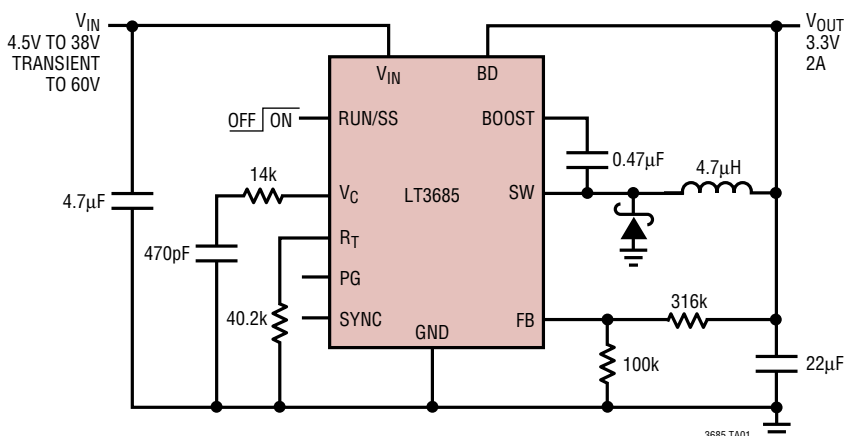 VIN
4.5V TO 38V
TRANSIENT
TO 60V
VOUT
3.3V
2A
VIN
BD
OFF ON
RUN/SS
BOOST
0.47µF
4.7µH
14k
VC
LT3685
SW
4.7µF
470pF
RT
PG
40.2k
SYNC
GND
FB
316k
100k
22µF
3685 TA01